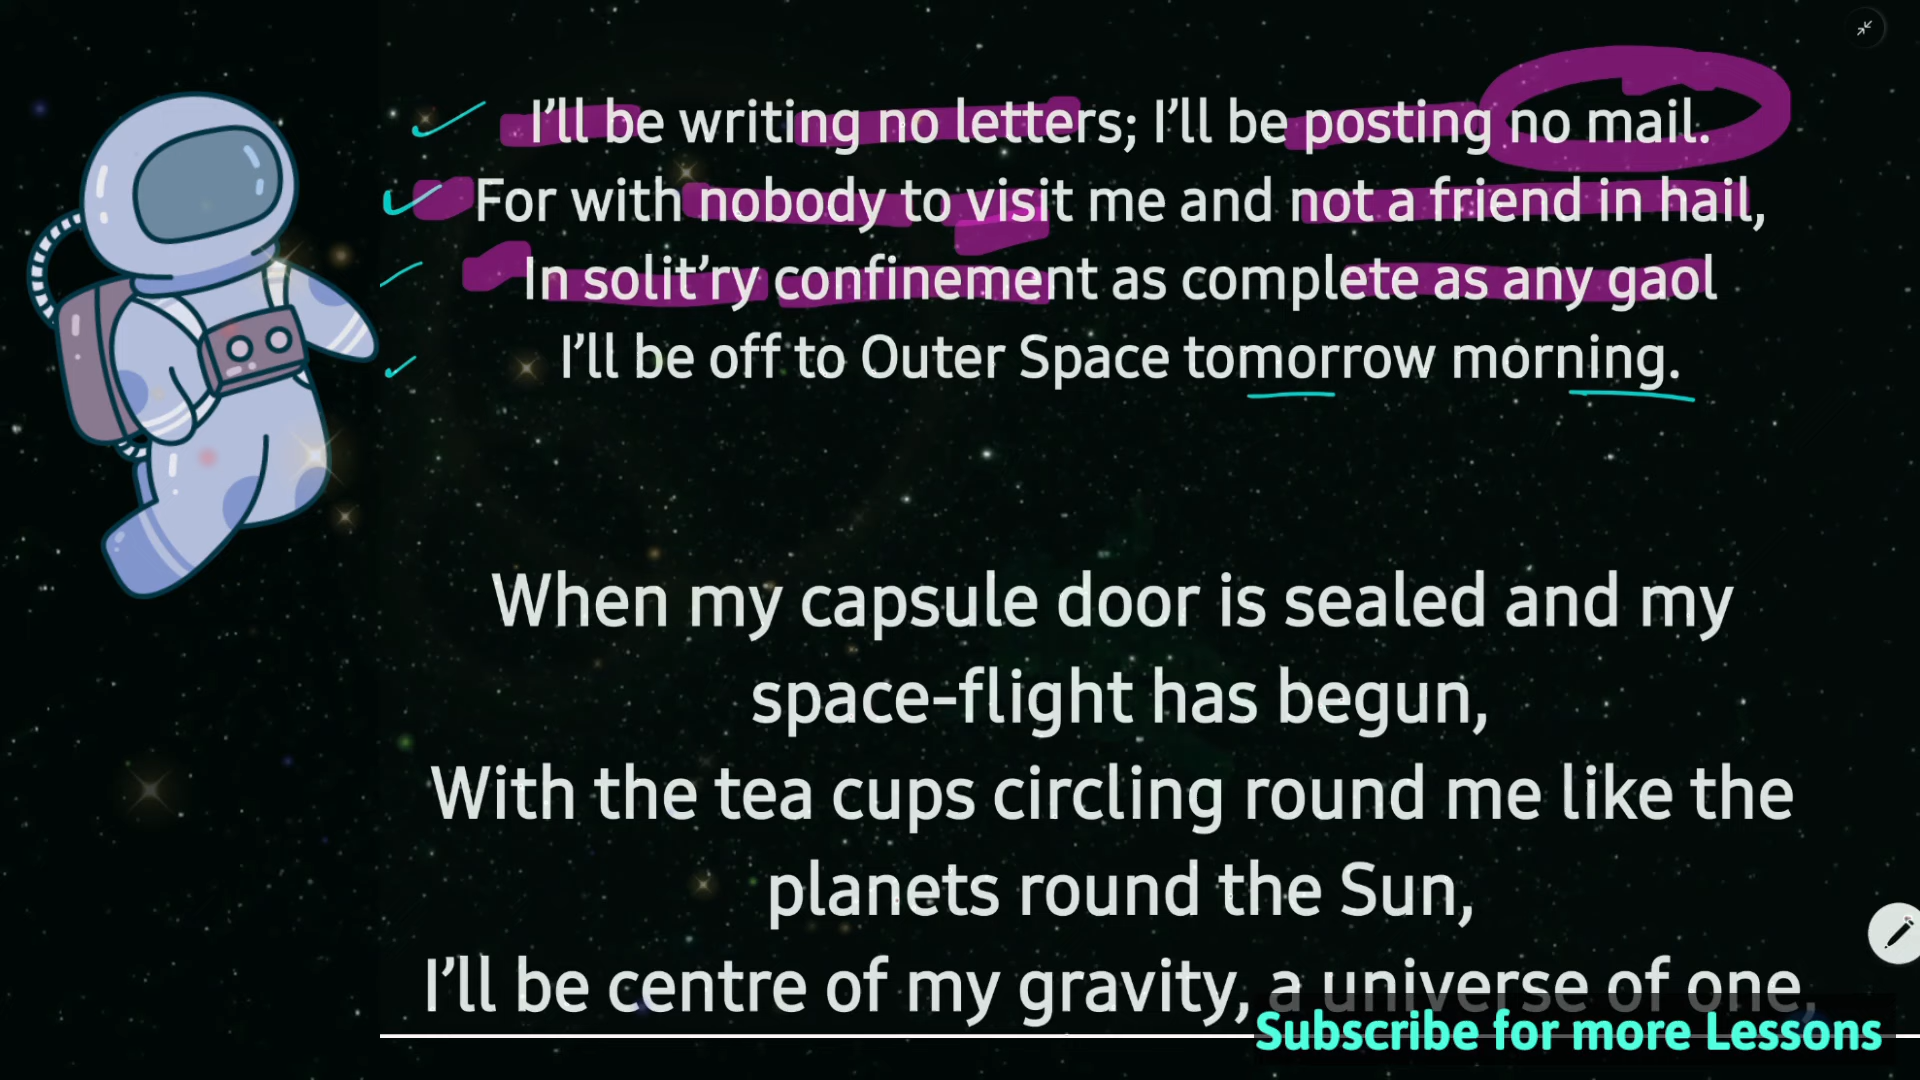 I’ll be writing no letters; I’ll be posting no mail.
For with nobody to visit me and not a friend in hail,
In solit’ry confinement as complete as any gaol
I’ll be off to Outer Space tomorrow morning.
When my capsule door is sealed and my
space-flight has begun,
With the tea cups circling round me like the
planets round the Sun,
I’ll be centre of my gravity, a universe of one,
Subscribe for more Lessons